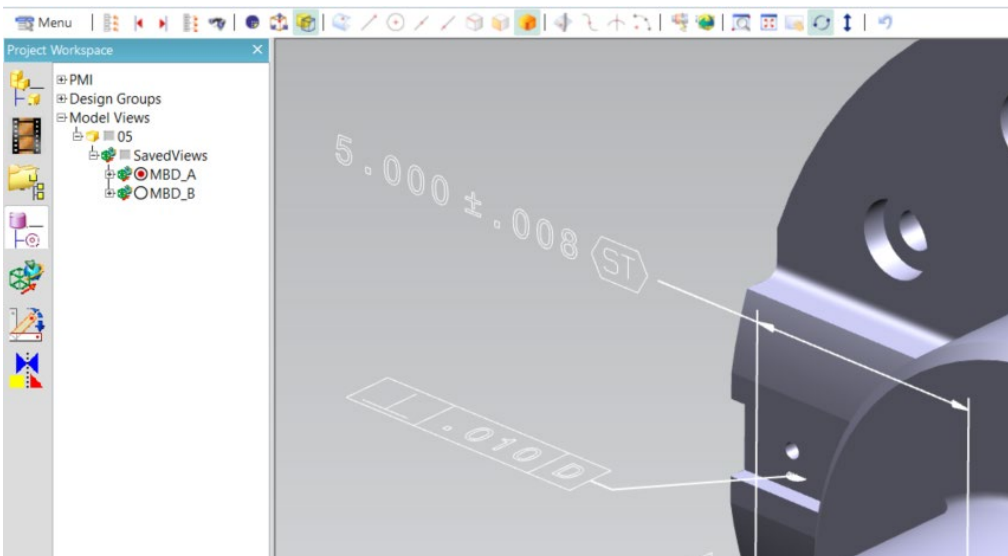 Menu
Project Workspace
PMI
Design Groups
Model Views
05
SavedViews
MBD_A
MBD_B
5.000 ±.008 ST
⊥ .010 D